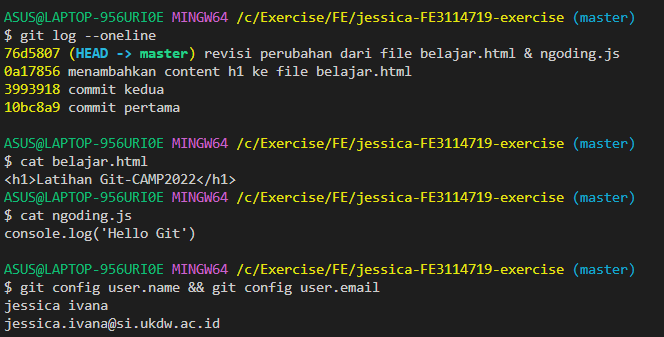 ASUS@LAPTOP-956URI0E MINGW64 /c/Exercise/FE/jessica-FE3114719-exercise (master)
$ git log --oneline
76d5807 (HEAD -> master) revisi perubahan dari file belajar.html & ngoding.js
0a17856 menambahkan content h1 ke file belajar.html
3993918 commit kedua
10bc8a9 commit pertama
ASUS@LAPTOP-956URI0E MINGW64 /c/Exercise/FE/jessica-FE3114719-exercise (master)
$ cat belajar.html
<h1>Latihan Git-CAMP2022</h1>
ASUS@LAPTOP-956URI0E MINGW64 /c/Exercise/FE/jessica-FE3114719-exercise (master)
$ cat ngoding.js
console.log('Hello Git')
ASUS@LAPTOP-956URI0E MINGW64 /c/Exercise/FE/jessica-FE3114719-exercise (master)
$ git config user.name && git config user.email
jessica ivana
jessica.ivana@si.ukdw.ac.id